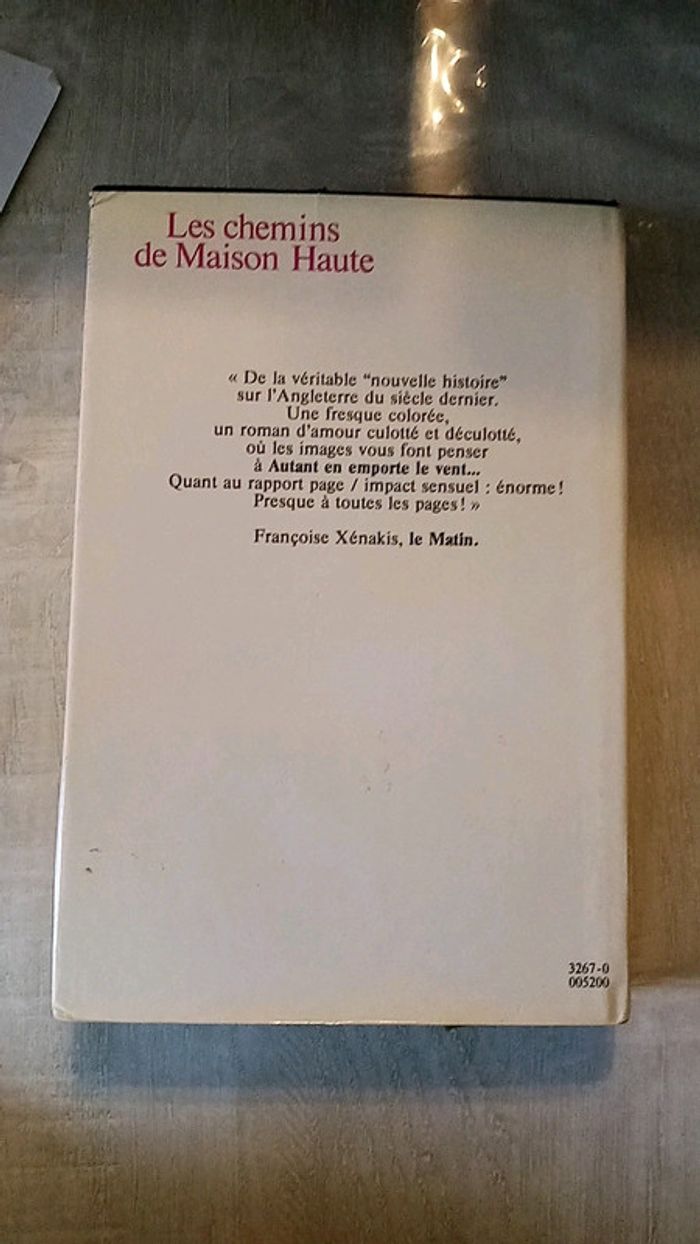 Les chemins
de Maison Haute
« De la véritable “nouvelle histoire”
sur l'Angleterre du siècle dernier.
Une fresque colorée,
un roman d'amour culotté et déculotté,
où les images vous font penser
à Autant en emporte le vent...
Quant au rapport page / impact sensuel : énorme!
Presque à toutes les pages! »
Françoise Xénakis, le Matin.
3267-0
005200